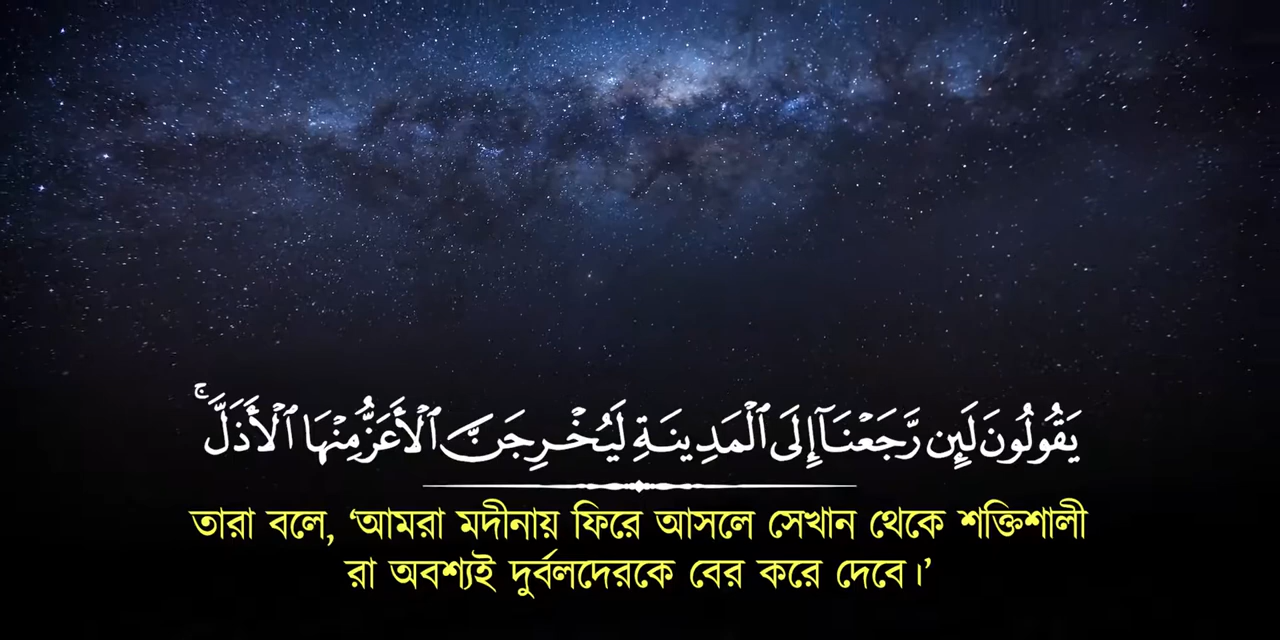 يَقُولُونَ لَئِن رَّجَعْنَآ إِلَى ٱلْمَدِينَةِ لَيُخْرِجَنَّ ٱلْأَعَزُّ مِنْهَا ٱلْأَذَلَّ ۚ
তারা বলে, ‘আমরা মদীনায় ফিরে আসলে সেখান থেকে শক্তিশালী
রা অবশ্যই দুর্বলদেরকে বের করে দেবে।’